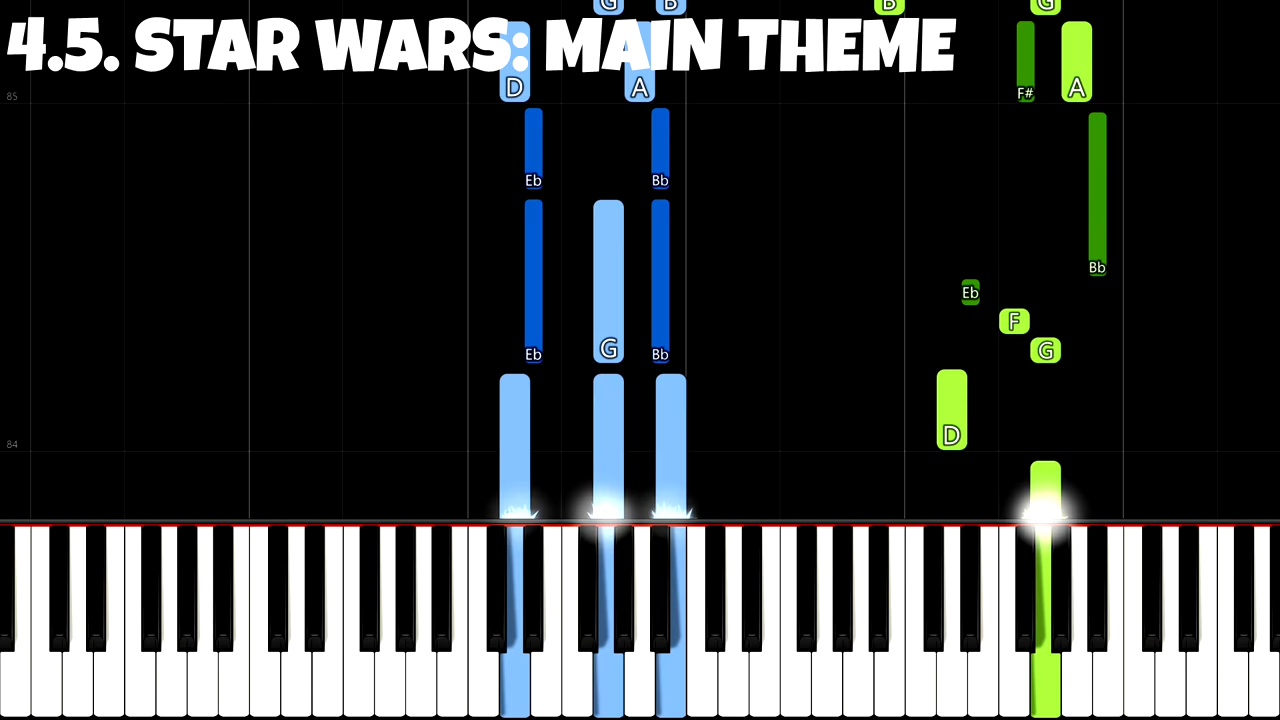 G B B G
4.5. STAR WARS: MAIN THEME
D A F# A
85
Eb Bb
Bb
Eb
F
Eb G Bb G
D
84